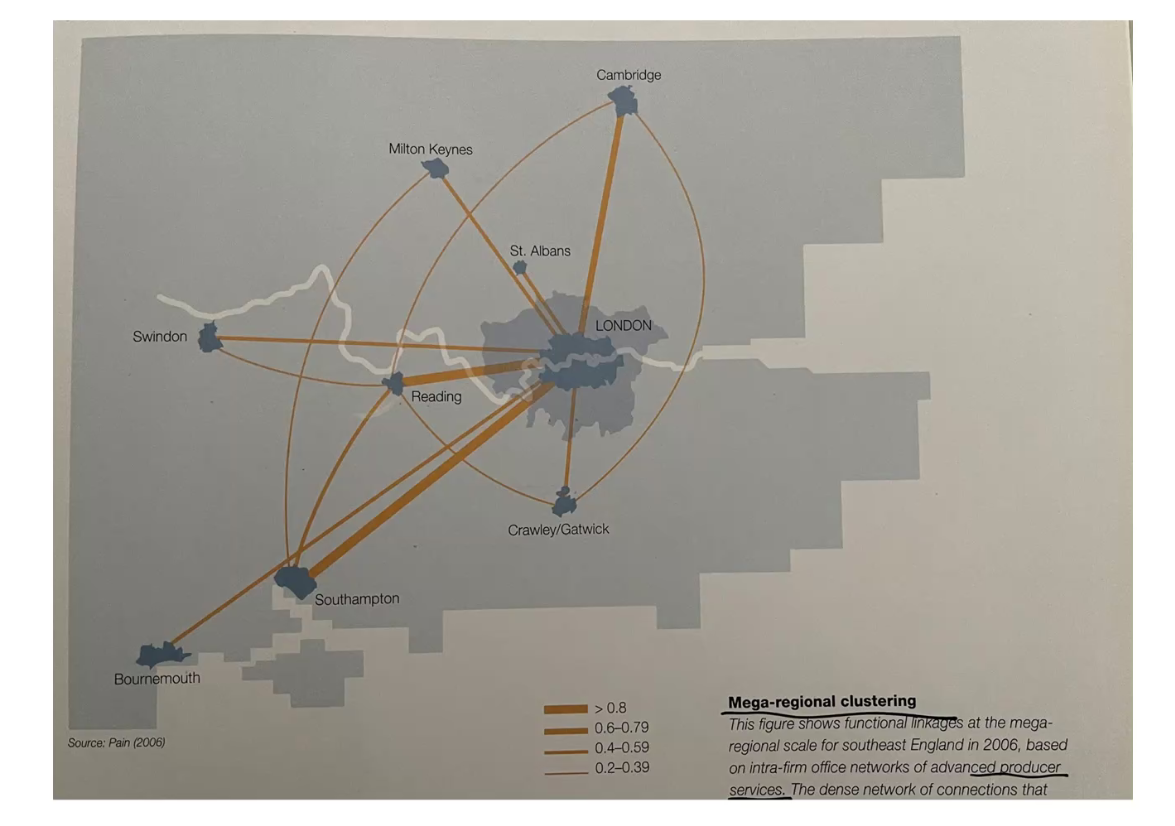 Cambridge
Milton Keynes
St. Albans
LONDON
Swindon
Reading
Crawley/Gatwick
Southampton
Bournemouth
Source: Pain (2006)
> 0.8
0.6–0.79
0.4–0.59
0.2–0.39
Mega-regional clustering
This figure shows functional linkages at the mega-
regional scale for southeast England in 2006, based
on intra-firm office networks of advanced producer
services. The dense network of connections that